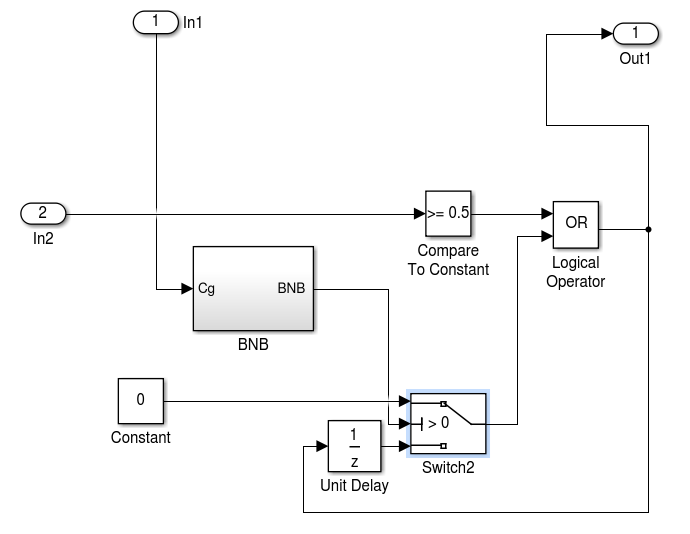 1
In1
1
Out1
2
In2
>= 0.5
Compare
To Constant
OR
Logical
Operator
Cg
BNB
BNB
0
Constant
> 0
Switch2
1
z
Unit Delay